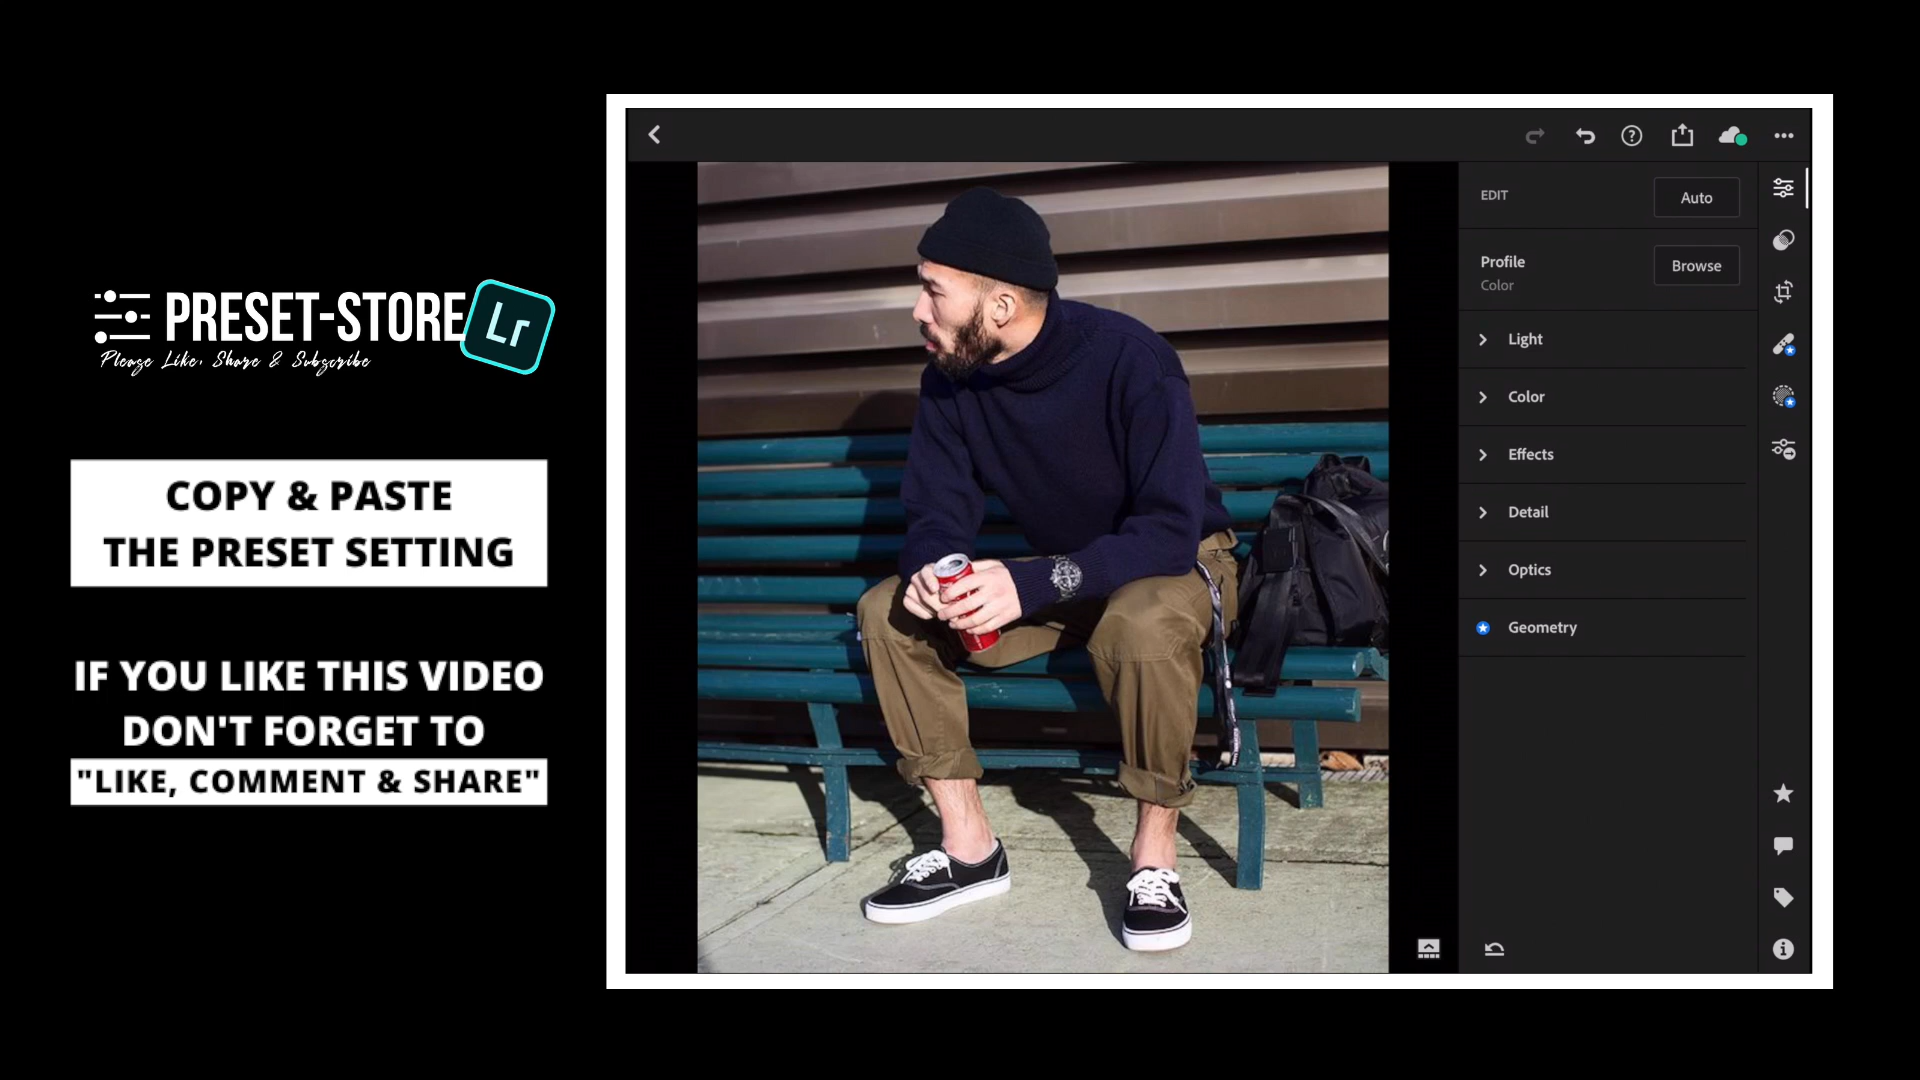 PRESET-STORE
Lr
Please Like, Share & Subscribe
COPY & PASTE
THE PRESET SETTING
IF YOU LIKE THIS VIDEO
DON'T FORGET TO
"LIKE, COMMENT & SHARE"
EDIT
Auto
Profile
Color
Browse
Light
Color
Effects
Detail
Optics
Geometry